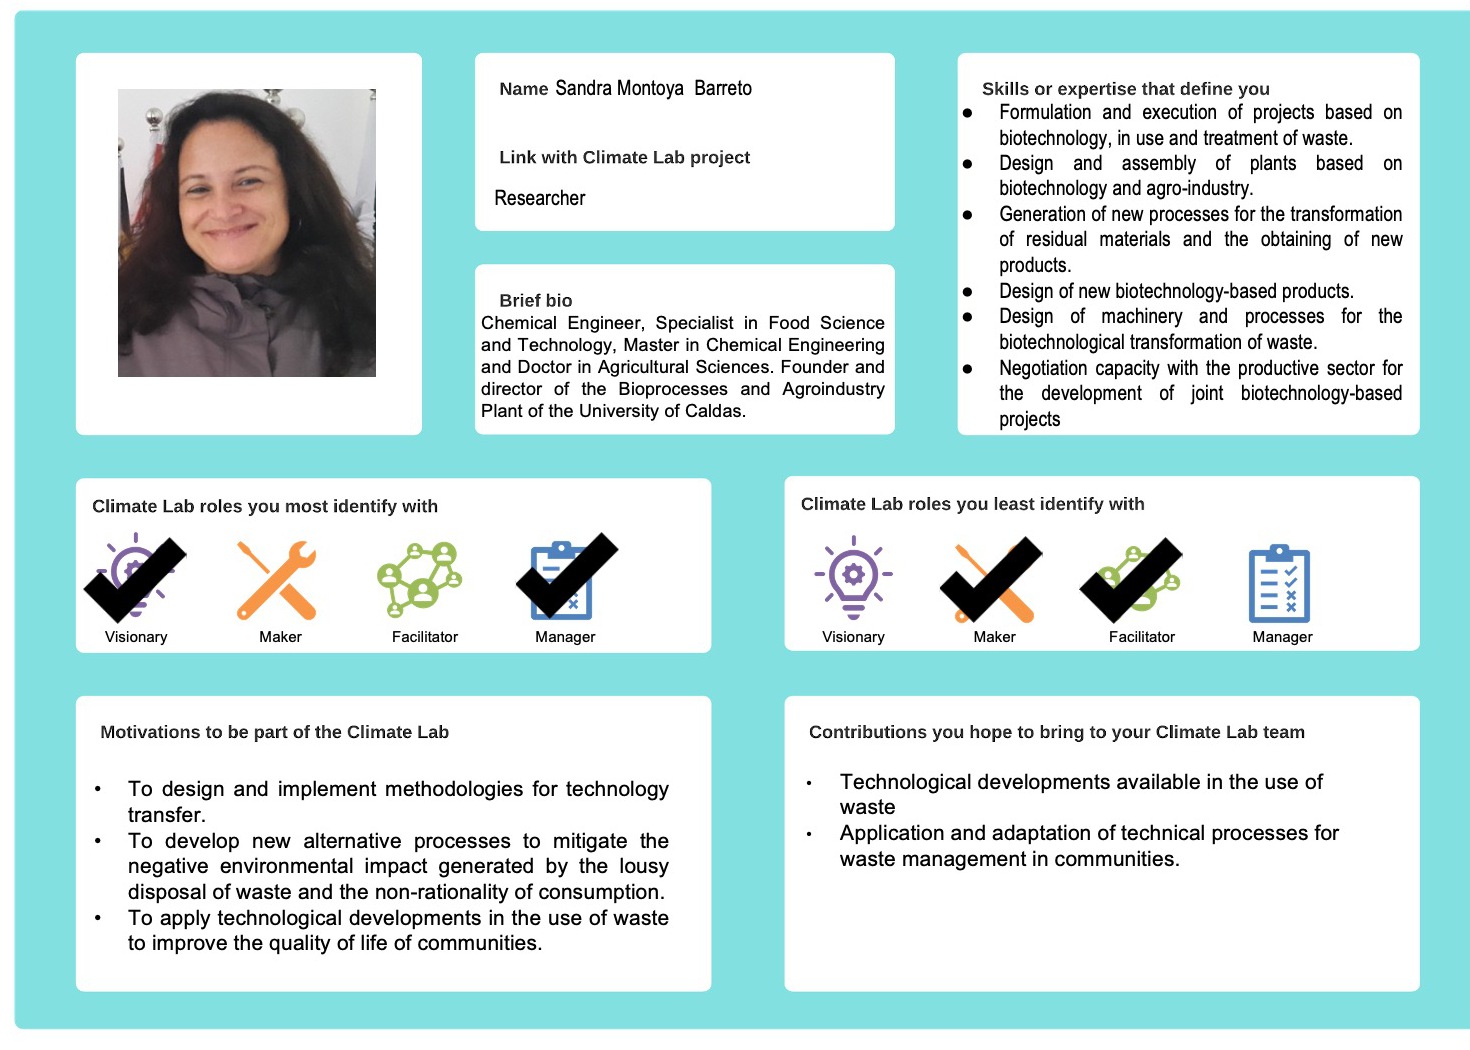 Name Sandra Montoya Barreto
Link with Climate Lab project
Researcher
Brief bio
Chemical Engineer, Specialist in Food Science
and Technology, Master in Chemical Engineering
and Doctor in Agricultural Sciences. Founder and
director of the Bioprocesses and Agroindustry
Plant of the University of Caldas.
Skills or expertise that define you
● Formulation and execution of projects based on
biotechnology, in use and treatment of waste.
● Design and assembly of plants based on
biotechnology and agro-industry.
● Generation of new processes for the transformation
of residual materials and the obtaining of new
products.
● Design of new biotechnology-based products.
● Design of machinery and processes for the
biotechnological transformation of waste.
● Negotiation capacity with the productive sector for
the development of joint biotechnology-based
projects
Climate Lab roles you most identify with
Visionary Maker Facilitator Manager
Climate Lab roles you least identify with
Visionary Maker Facilitator Manager
Motivations to be part of the Climate Lab
• To design and implement methodologies for technology
transfer.
• To develop new alternative processes to mitigate the
negative environmental impact generated by the lousy
disposal of waste and the non-rationality of consumption.
• To apply technological developments in the use of waste
to improve the quality of life of communities.
Contributions you hope to bring to your Climate Lab team
• Technological developments available in the use of
waste
• Application and adaptation of technical processes for
waste management in communities.